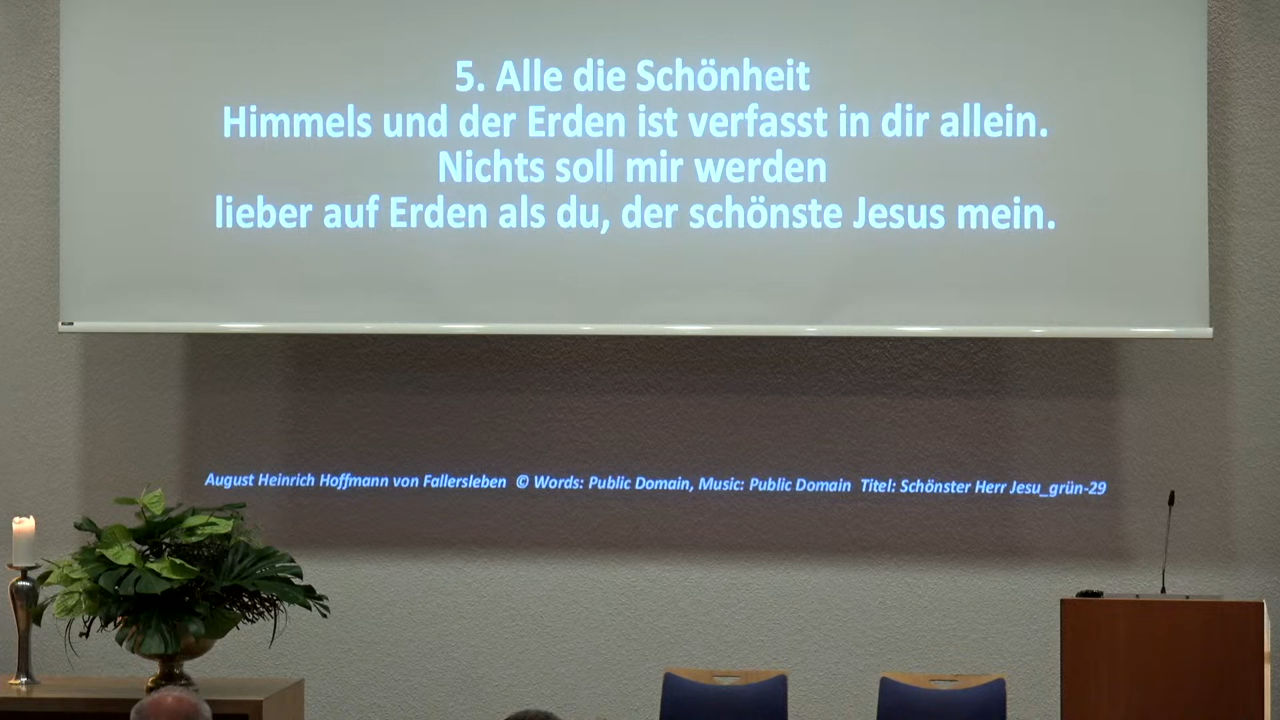 5. Alle die Schönheit
Himmels und der Erden ist verfasst in dir allein.
Nichts soll mir werden
lieber auf Erden als du, der schönste Jesus mein.
August Heinrich Hoffmann von Fallersleben © Words: Public Domain, Music: Public Domain Titel: Schönster Herr Jesu_grün-29